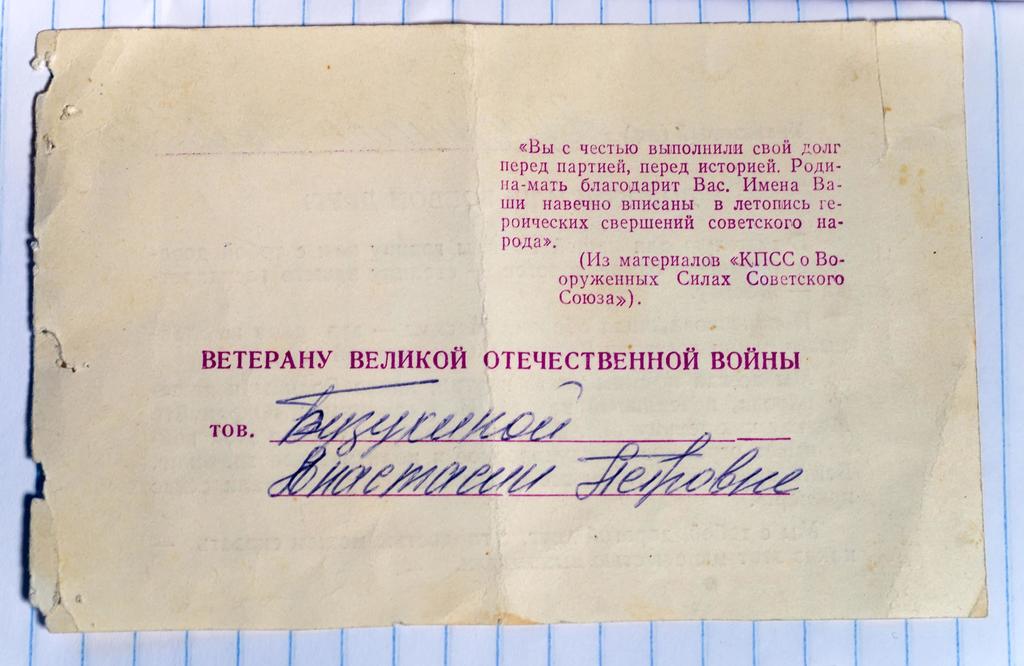 «Вы с честью выполнили свой долг
перед партией, перед историей. Роди-
на-мать благодарит Вас. Имена Ва-
ши навечно вписаны в летопись ге-
роических свершений советского на-
рода».
(Из материалов «КПСС о Во-
оруженных Силах Советского
Союза»).
ВЕТЕРАНУ ВЕЛИКОЙ ОТЕЧЕСТВЕННОЙ ВОЙНЫ
тов. Бузукиной
Анастасии Петровне